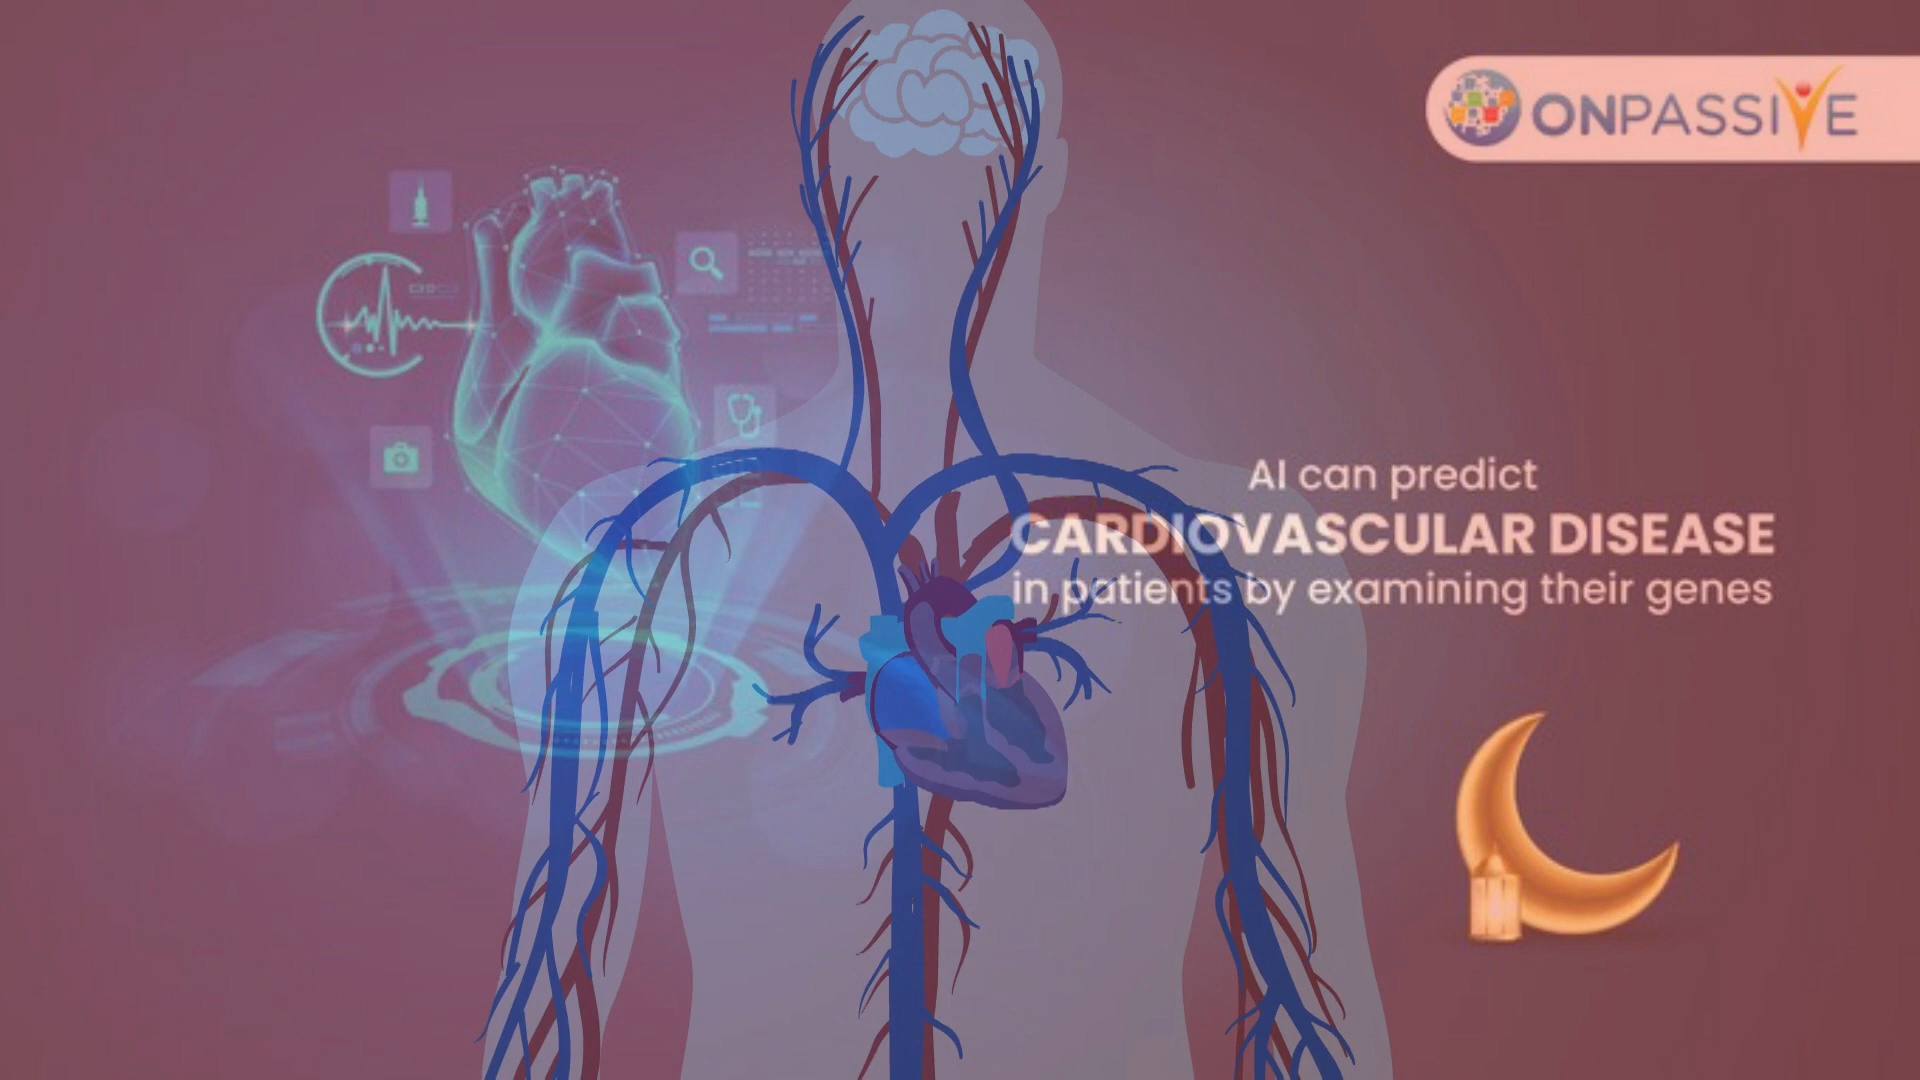 ONPASSIVE
AI can predict
CARDIOVASCULAR DISEASE
in patients by examining their genes